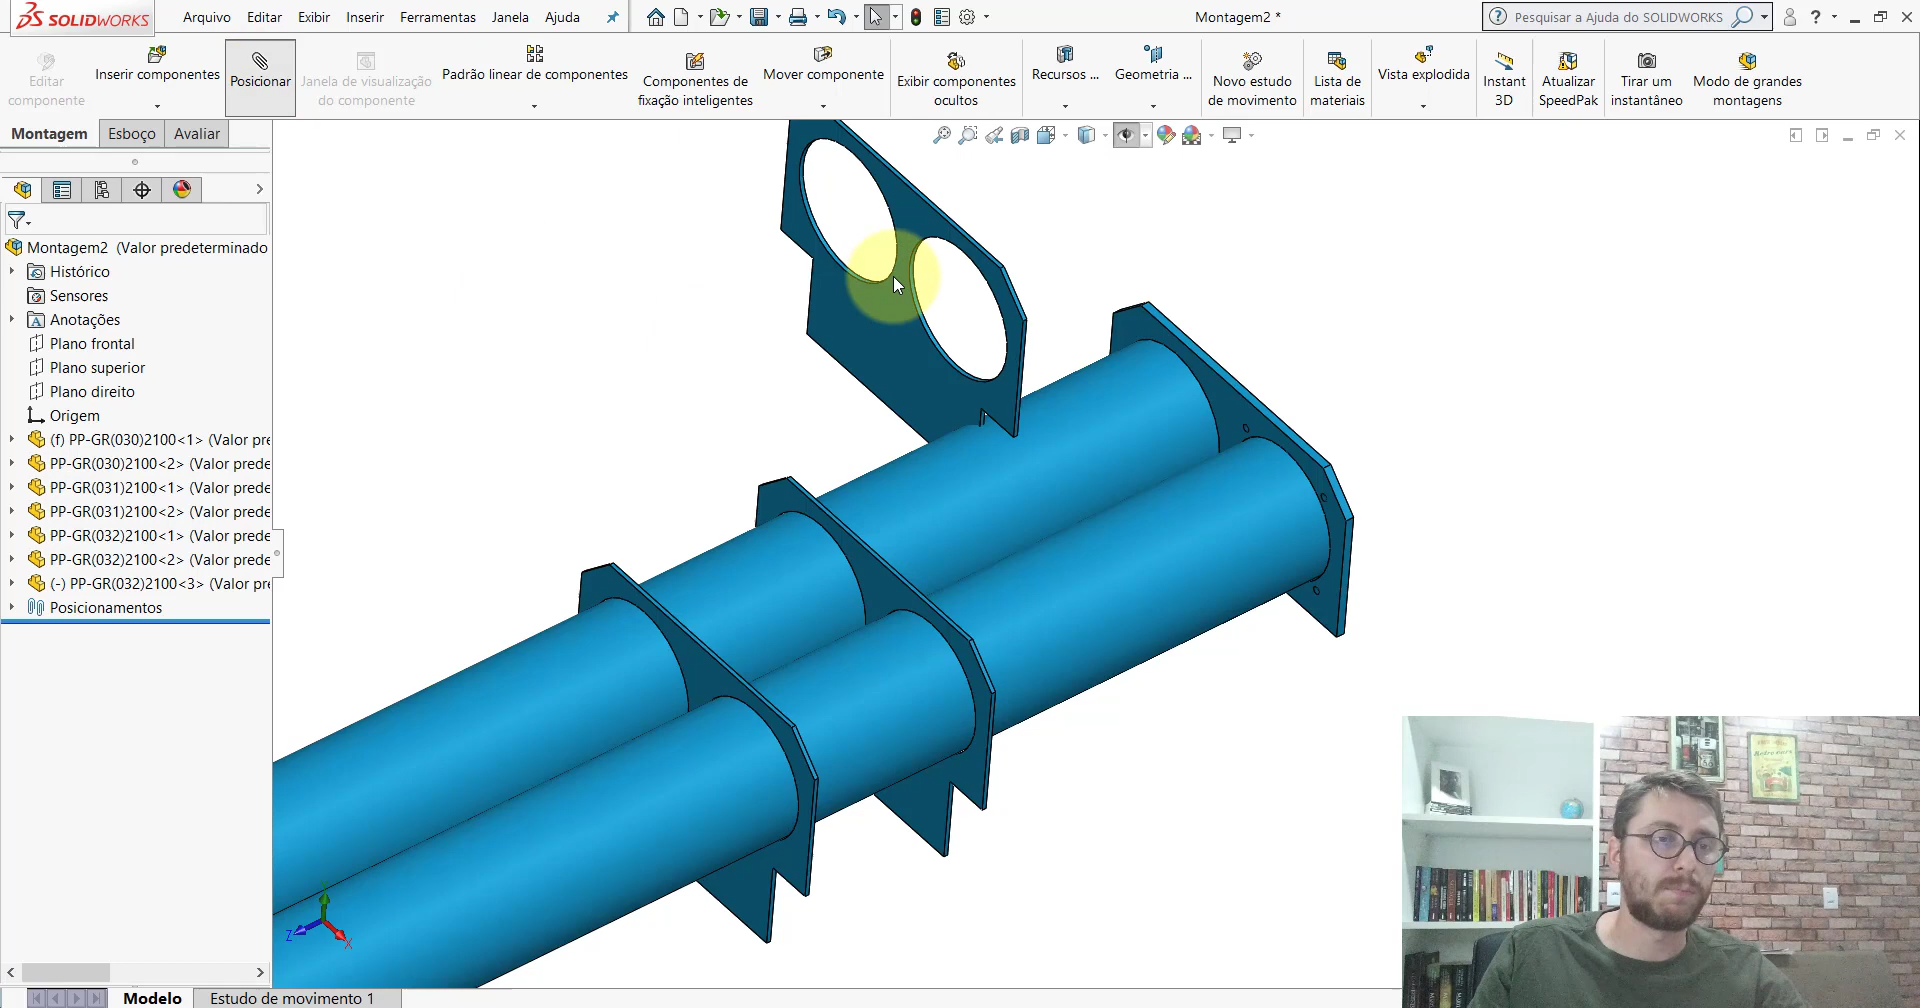 SOLIDWORKS
Arquivo Editar Exibir Inserir Ferramentas Janela Ajuda
Montagem2 *
Pesquisar a Ajuda do SOLIDWORKS
?
Editar
componente
Inserir componentes
Posicionar
Janela de visualização
do componente
Padrão linear de componentes
Componentes de
fixação inteligentes
Mover componente
Exibir componentes
ocultos
Recursos ...
Geometria ...
Novo estudo
de movimento
Lista de
materiais
Vista explodida
Instant
3D
Atualizar
SpeedPak
Tirar um
instantâneo
Modo de grandes
montagens
Montagem Esboço Avaliar
Montagem2 (Valor predeterminado
Histórico
Sensores
Anotações
Plano frontal
Plano superior
Plano direito
Origem
(f) PP-GR(030)2100<1> (Valor pre
PP-GR(030)2100<2> (Valor prede
PP-GR(031)2100<1> (Valor prede
PP-GR(031)2100<2> (Valor prede
PP-GR(032)2100<1> (Valor prede
PP-GR(032)2100<2> (Valor prede
(-) PP-GR(032)2100<3> (Valor pre
Posicionamentos
Z
X
Modelo Estudo de movimento 1